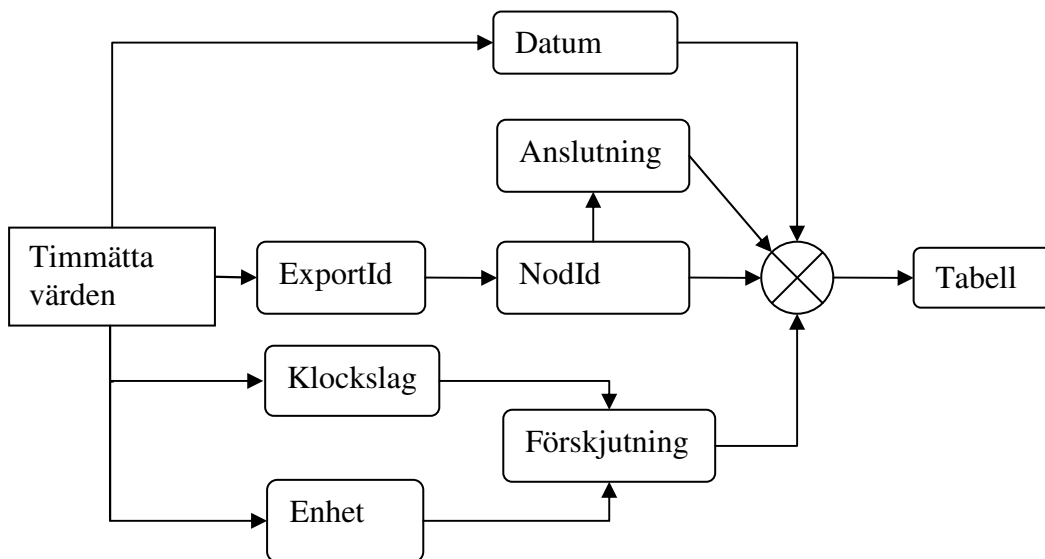 Datum
Anslutning
Timmätta
värden
ExportId
NodId
Tabell
Klockslag
Förskjutning
Enhet